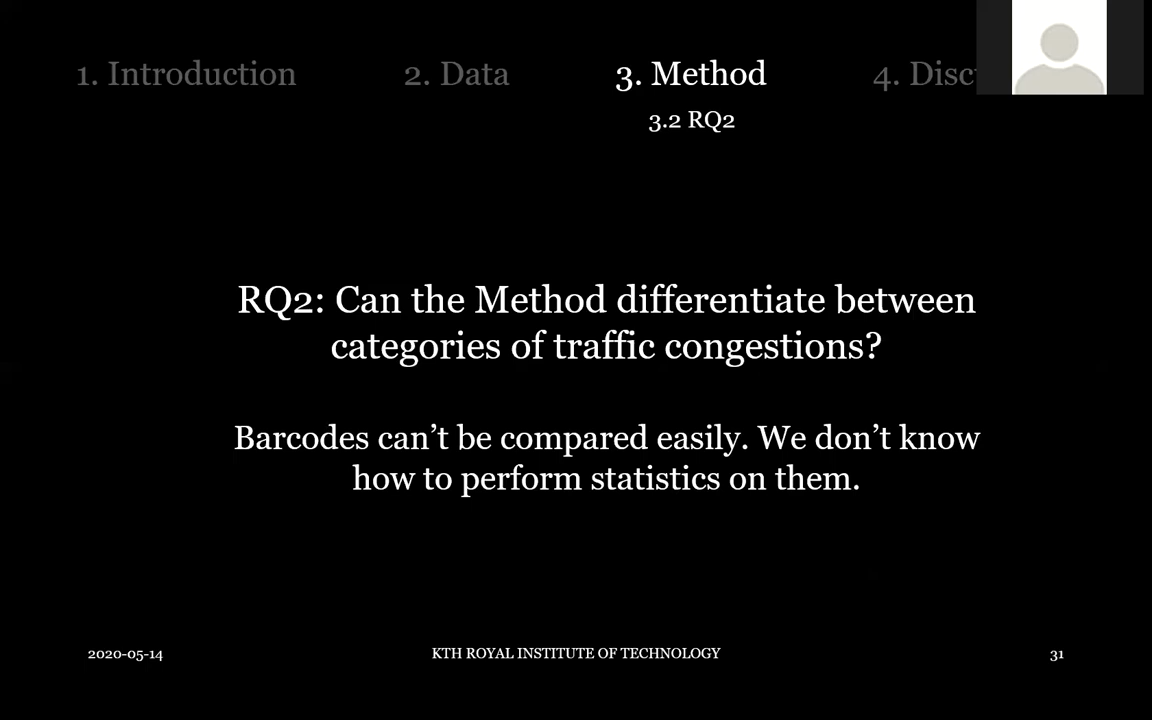 1. Introduction 2. Data 3. Method 4. Disc
3.2 RQ2
RQ2: Can the Method differentiate between
categories of traffic congestions?
Barcodes can’t be compared easily. We don’t know
how to perform statistics on them.
2020-05-14 KTH ROYAL INSTITUTE OF TECHNOLOGY 31